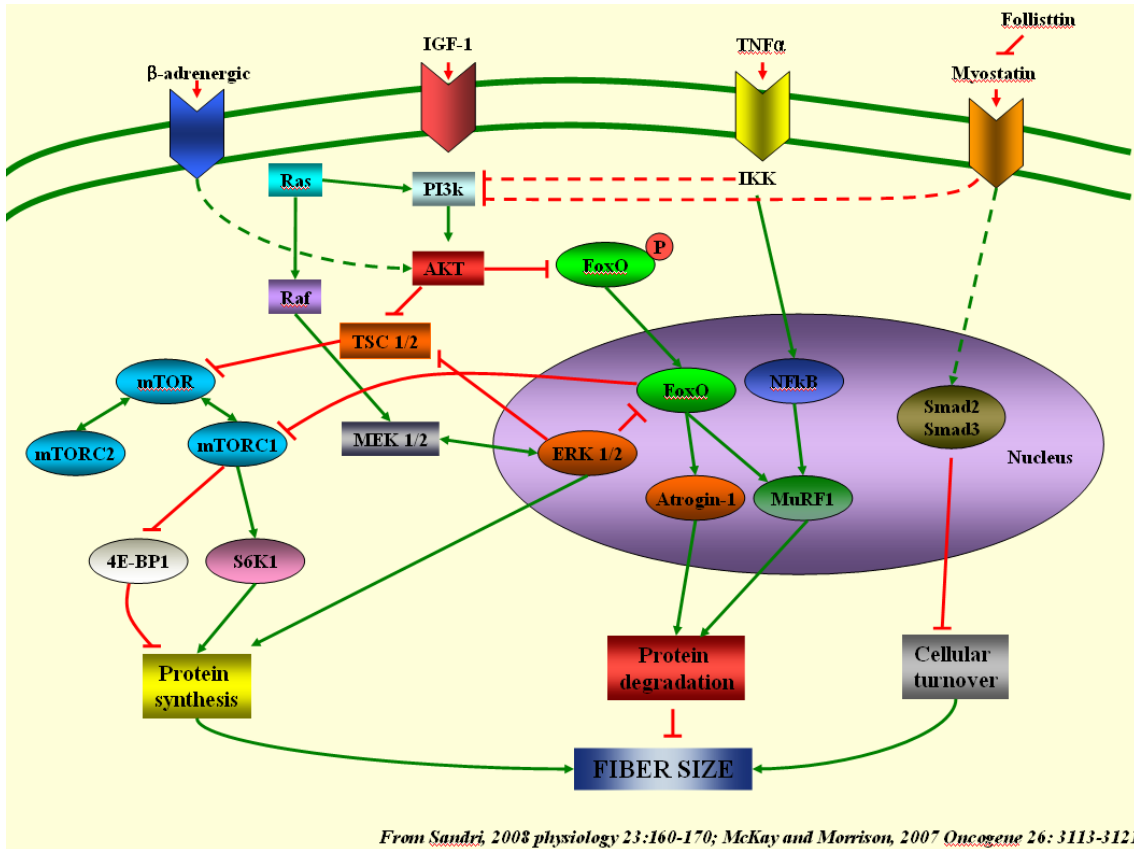 Follisttin
IGF-1
TNFα
β-adrenergic
Myostatin
Ras
PI3k
IKK
AKT
FoxO
P
Raf
TSC 1/2
mTOR
FoxO
NFkB
Smad2
Smad3
mTORC2
mTORC1
MEK 1/2
ERK 1/2
Nucleus
Atrogin-1
MuRF1
4E-BP1
S6K1
Protein
synthesis
Protein
degradation
Cellular
turnover
FIBER SIZE
From Sandri, 2008 physiology 23:160-170; McKay and Morrison, 2007 Oncogene 26: 3113-3121